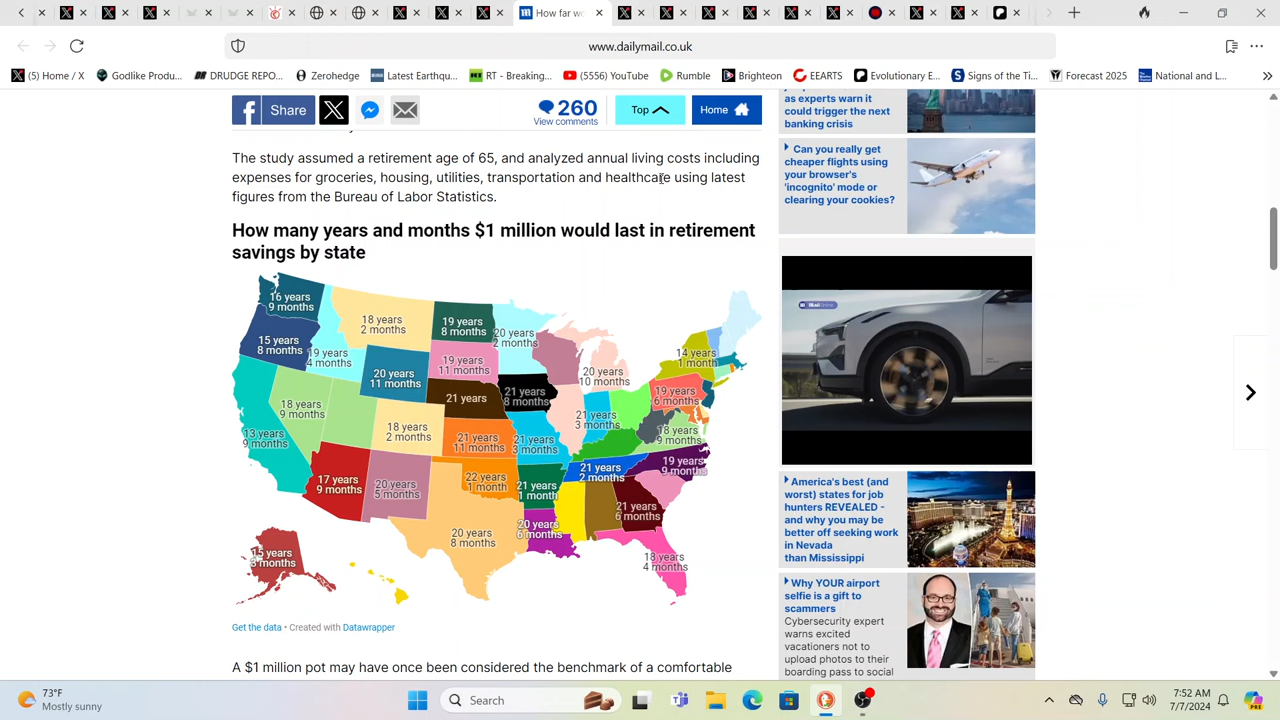 How far w
www.dailymail.co.uk
(5) Home / X
Godlike Produ...
DRUDGE REPO...
Zerohedge
Latest Earthqu...
RT - Breaking...
(5556) YouTube
Rumble
Brighteon
EEARTS
Evolutionary E...
Signs of the Ti...
Forecast 2025
National and L...
Share
260
View comments
Top
Home
The study assumed a retirement age of 65, and analyzed annual living costs including
expenses for groceries, housing, utilities, transportation and healthcare using latest
figures from the Bureau of Labor Statistics.
How many years and months $1 million would last in retirement
savings by state
16 years
9 months
15 years
8 months
19 years
4 months
18 years
2 months
19 years
8 months
20 years
2 months
20 years
11 months
19 years
11 months
14 years
1 month
20 years
10 months
19 years
6 months
21 years
21 years
8 months
18 years
9 months
18 years
2 months
21 years
3 months
18 years
9 months
13 years
9 months
21 years
11 months
21 years
3 months
19 years
9 months
17 years
9 months
20 years
5 months
22 years
1 month
21 years
1 month
21 years
2 months
21 years
6 months
20 years
8 months
20 years
6 months
18 years
4 months
15 years
3 months
Get the data • Created with Datawrapper
A $1 million pot may have once been considered the benchmark of a comfortable
as experts warn it
could trigger the next
banking crisis
Can you really get
cheaper flights using
your browser's
'incognito' mode or
clearing your cookies?
America's best (and
worst) states for job
hunters REVEALED -
and why you may be
better off seeking work
in Nevada
than Mississippi
Why YOUR airport
selfie is a gift to
scammers
Cybersecurity expert
warns excited
vacationers not to
upload photos to their
boarding pass to social
73°F
Mostly sunny
Search
7:52 AM
7/7/2024